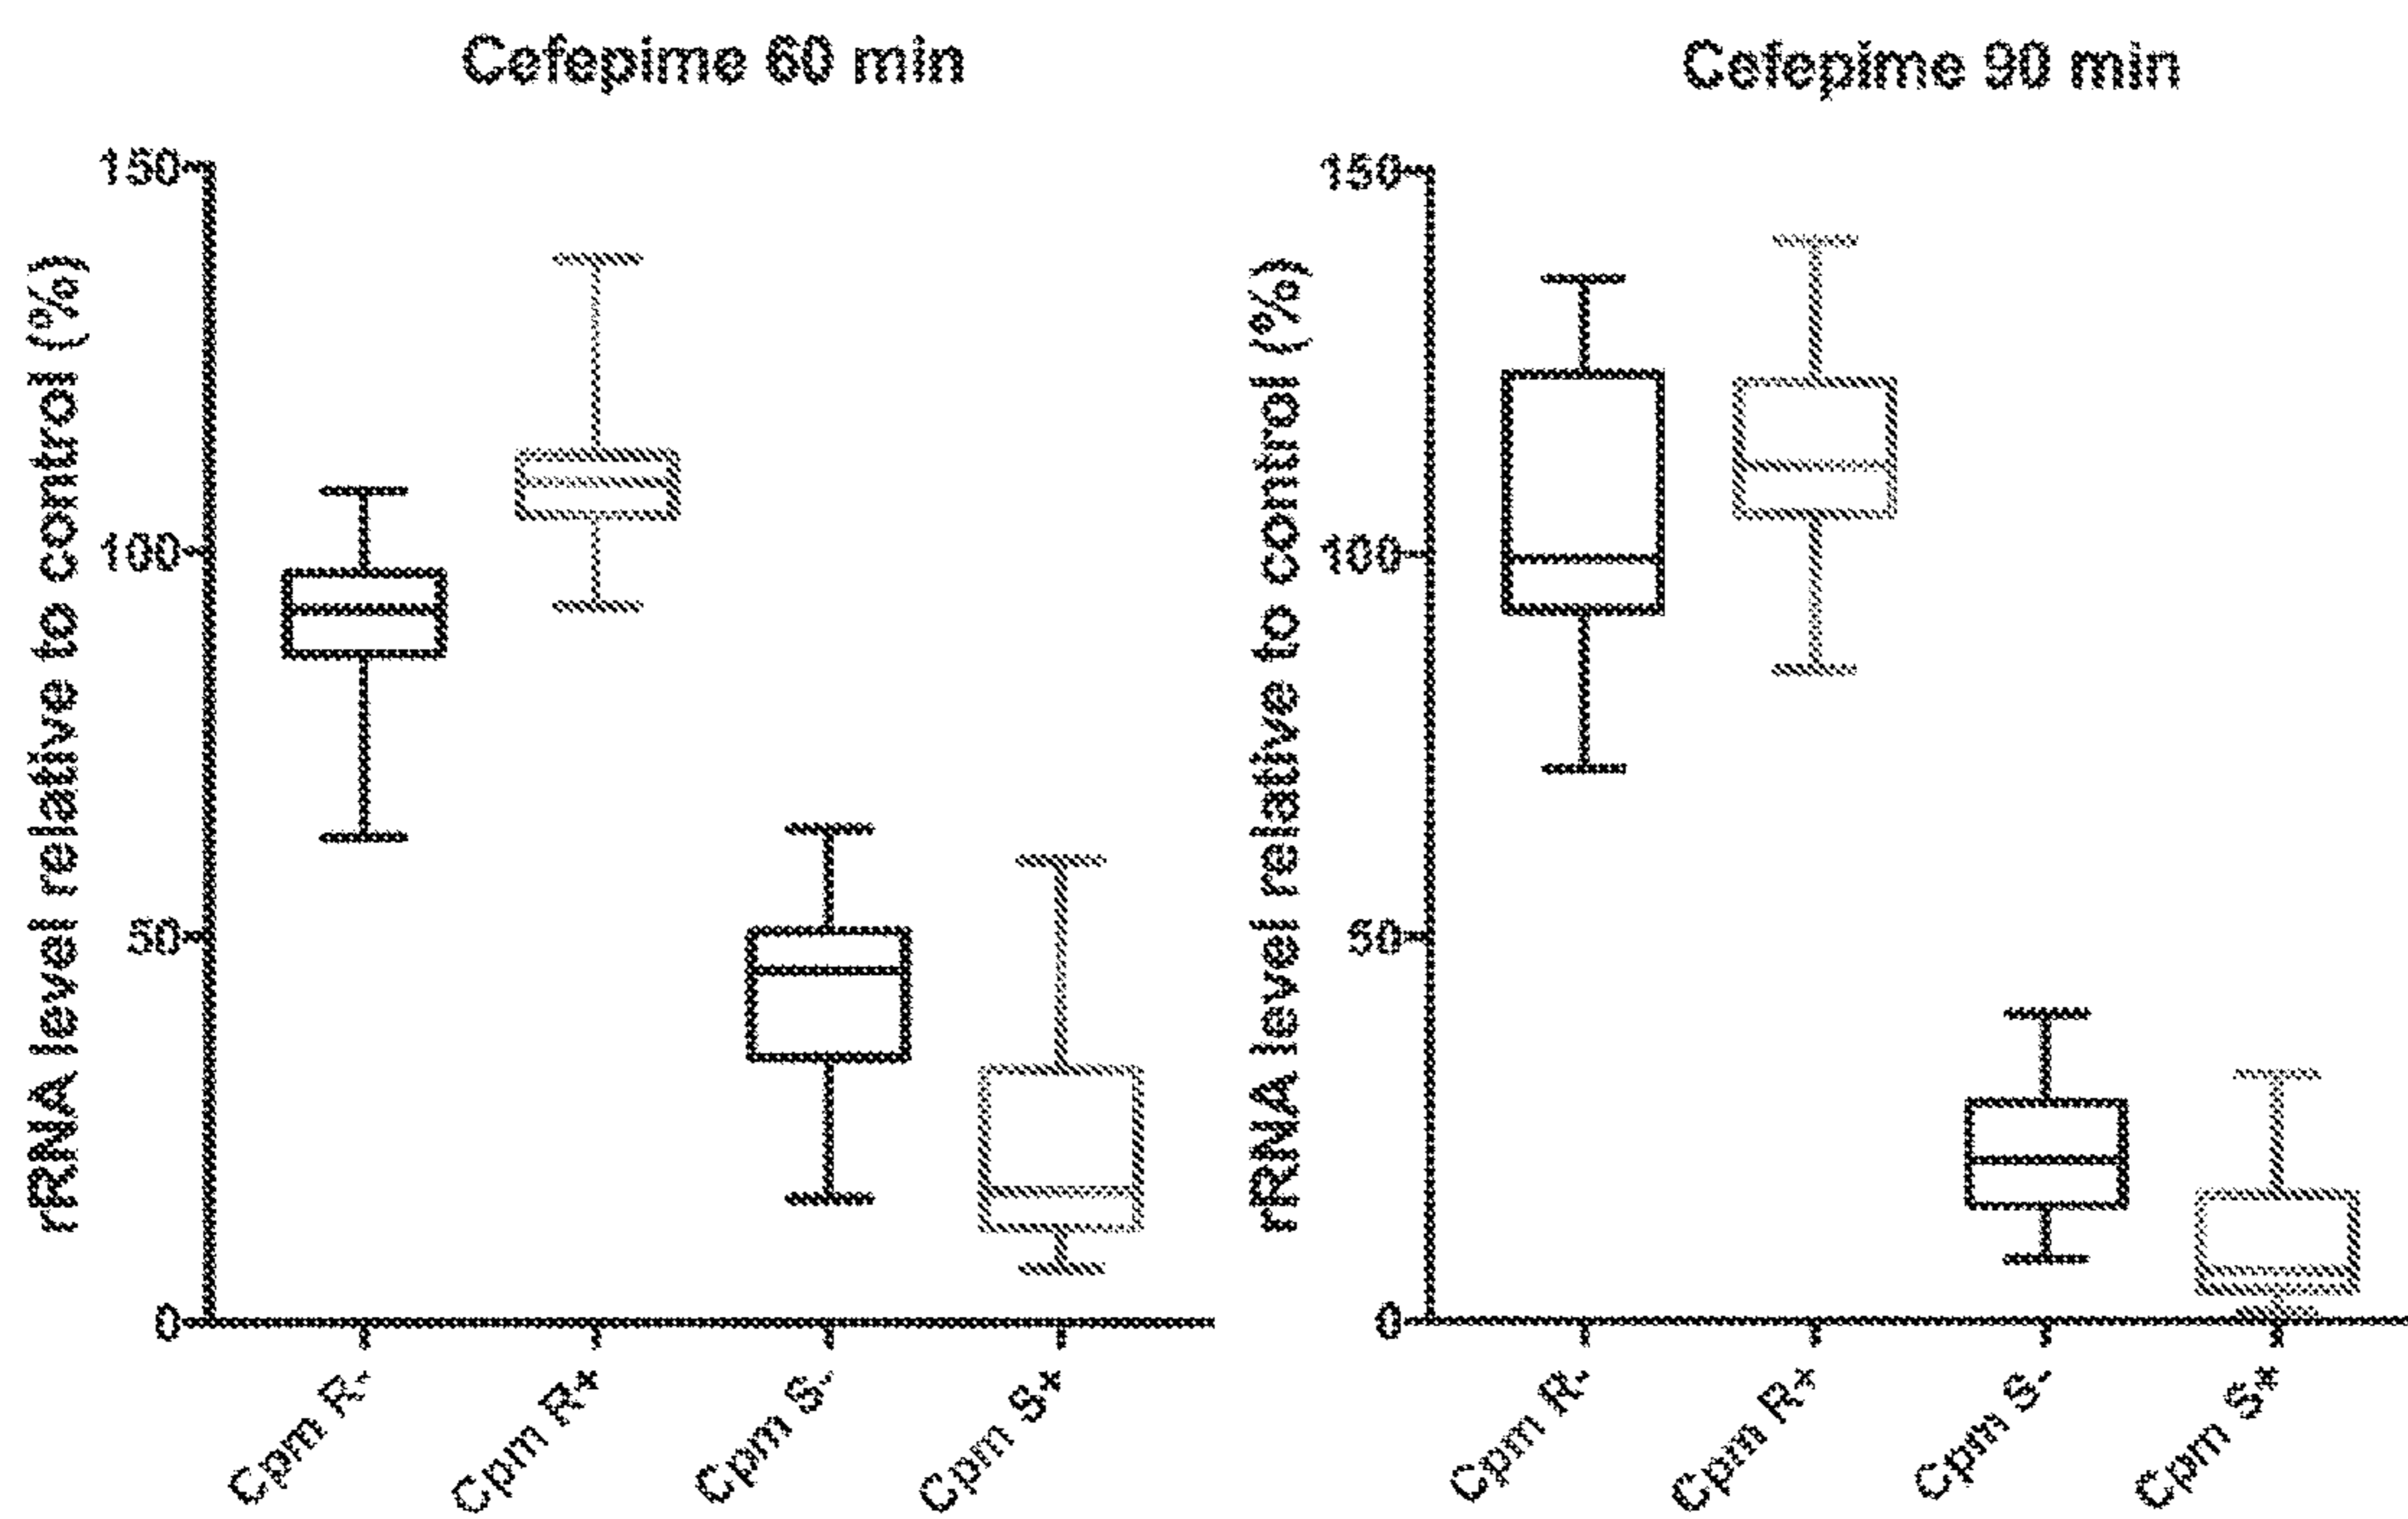 Cefepime 60 min
rRNA level relative to control (%)
150
100
50
0
Cpm R-
Cpm R+
Cpm S-
Cpm S+
Cefepime 90 min
rRNA level relative to control (%)
150
100
50
0
Cpm R-
Cpm R+
Cpm S-
Cpm S+